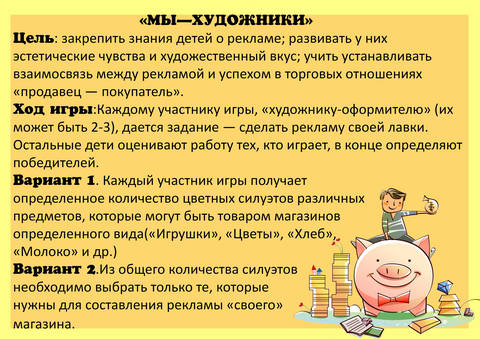 «МЫ—ХУДОЖНИКИ»
Цель: закрепить знания детей о рекламе; развивать у них
эстетические чувства и художественный вкус; учить устанавливать
взаимосвязь между рекламой и успехом в торговых отношениях
«продавец — покупатель».
Ход игры:Каждому участнику игры, «художнику-оформителю» (их
может быть 2-3), дается задание — сделать рекламу своей лавки.
Остальные дети оценивают работу тех, кто играет, в конце определяют
победителей.
Вариант 1. Каждый участник игры получает
определенное количество цветных силуэтов различных
предметов, которые могут быть товаром магазинов
определенного вида(«Игрушки», «Цветы», «Хлеб»,
«Молоко» и др.)
Вариант 2.Из общего количества силуэтов
необходимо выбрать только те, которые
нужны для составления рекламы «своего»
магазина.